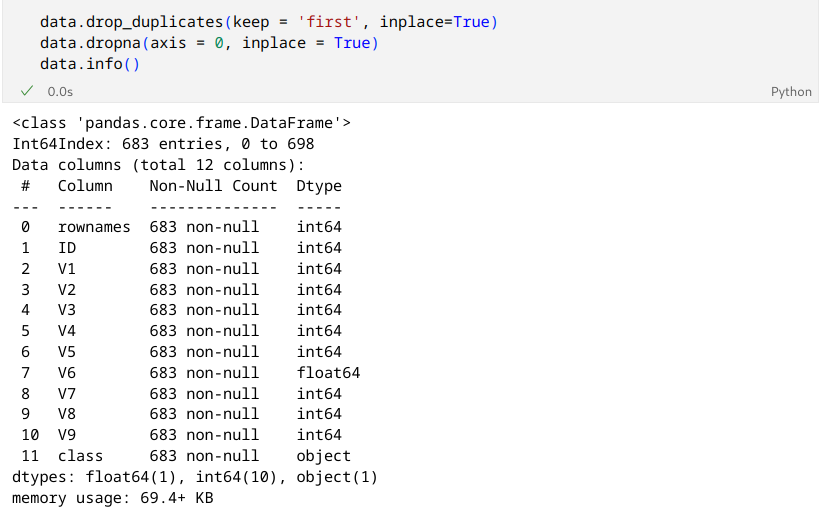 data.drop_duplicates(keep = 'first', inplace=True)
data.dropna(axis = 0, inplace = True)
data.info()
✓ 0.0s Python
<class 'pandas.core.frame.DataFrame'>
Int64Index: 683 entries, 0 to 698
Data columns (total 12 columns):
 #   Column    Non-Null Count  Dtype
---  ------    --------------  -----
 0   rownames  683 non-null    int64
 1   ID        683 non-null    int64
 2   V1        683 non-null    int64
 3   V2        683 non-null    int64
 4   V3        683 non-null    int64
 5   V4        683 non-null    int64
 6   V5        683 non-null    int64
 7   V6        683 non-null    float64
 8   V7        683 non-null    int64
 9   V8        683 non-null    int64
 10  V9        683 non-null    int64
 11  class     683 non-null    object
dtypes: float64(1), int64(10), object(1)
memory usage: 69.4+ KB